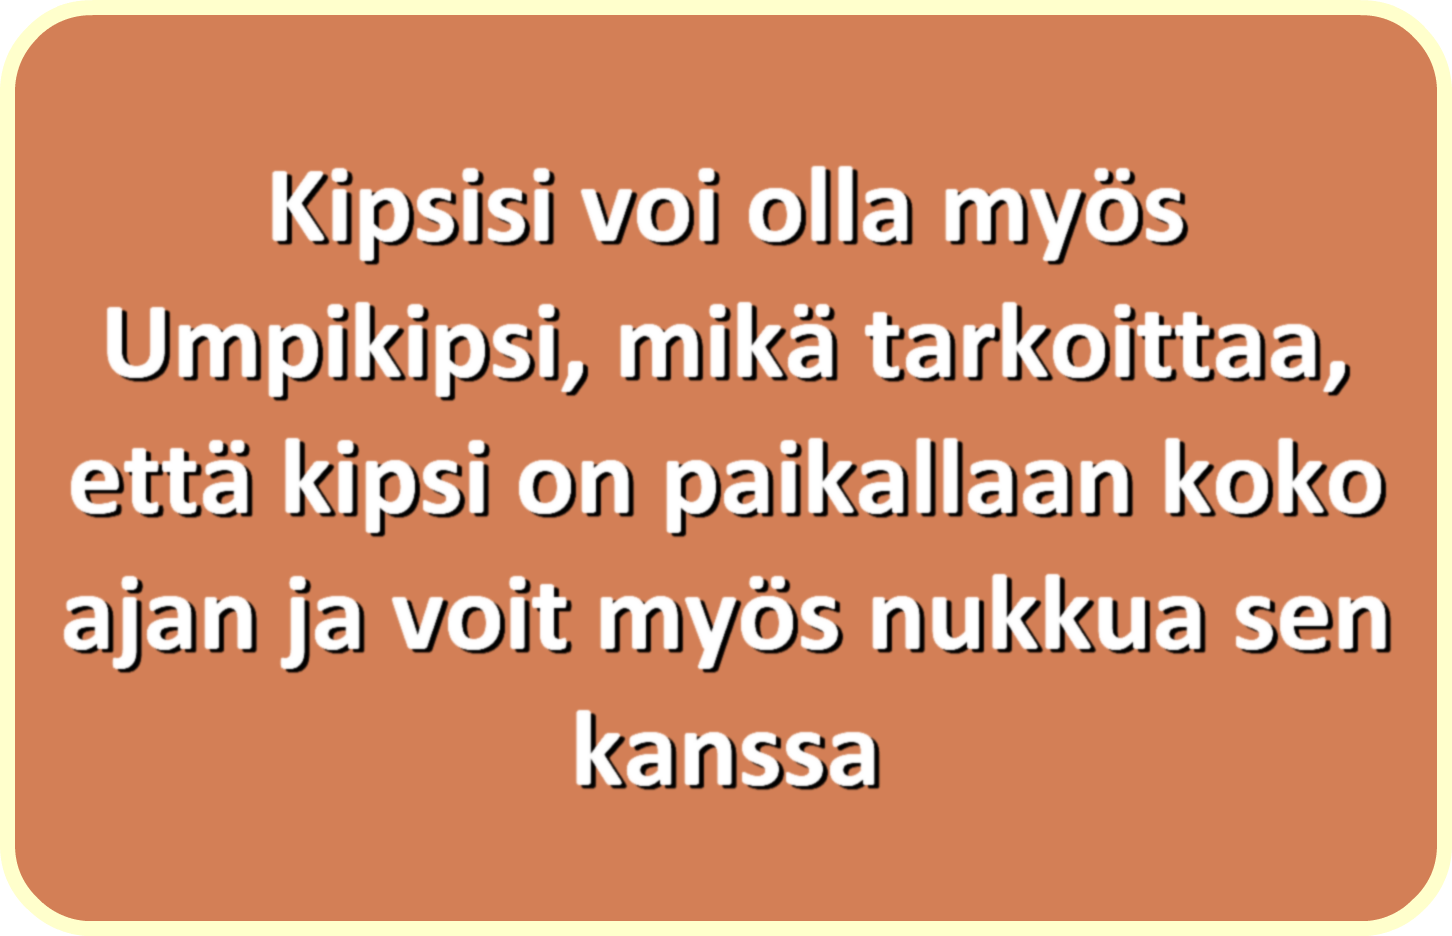 Kipsisi voi olla myös
Umpikipsi, mikä tarkoittaa,
että kipsi on paikallaan koko
ajan ja voit myös nukkua sen
kanssa